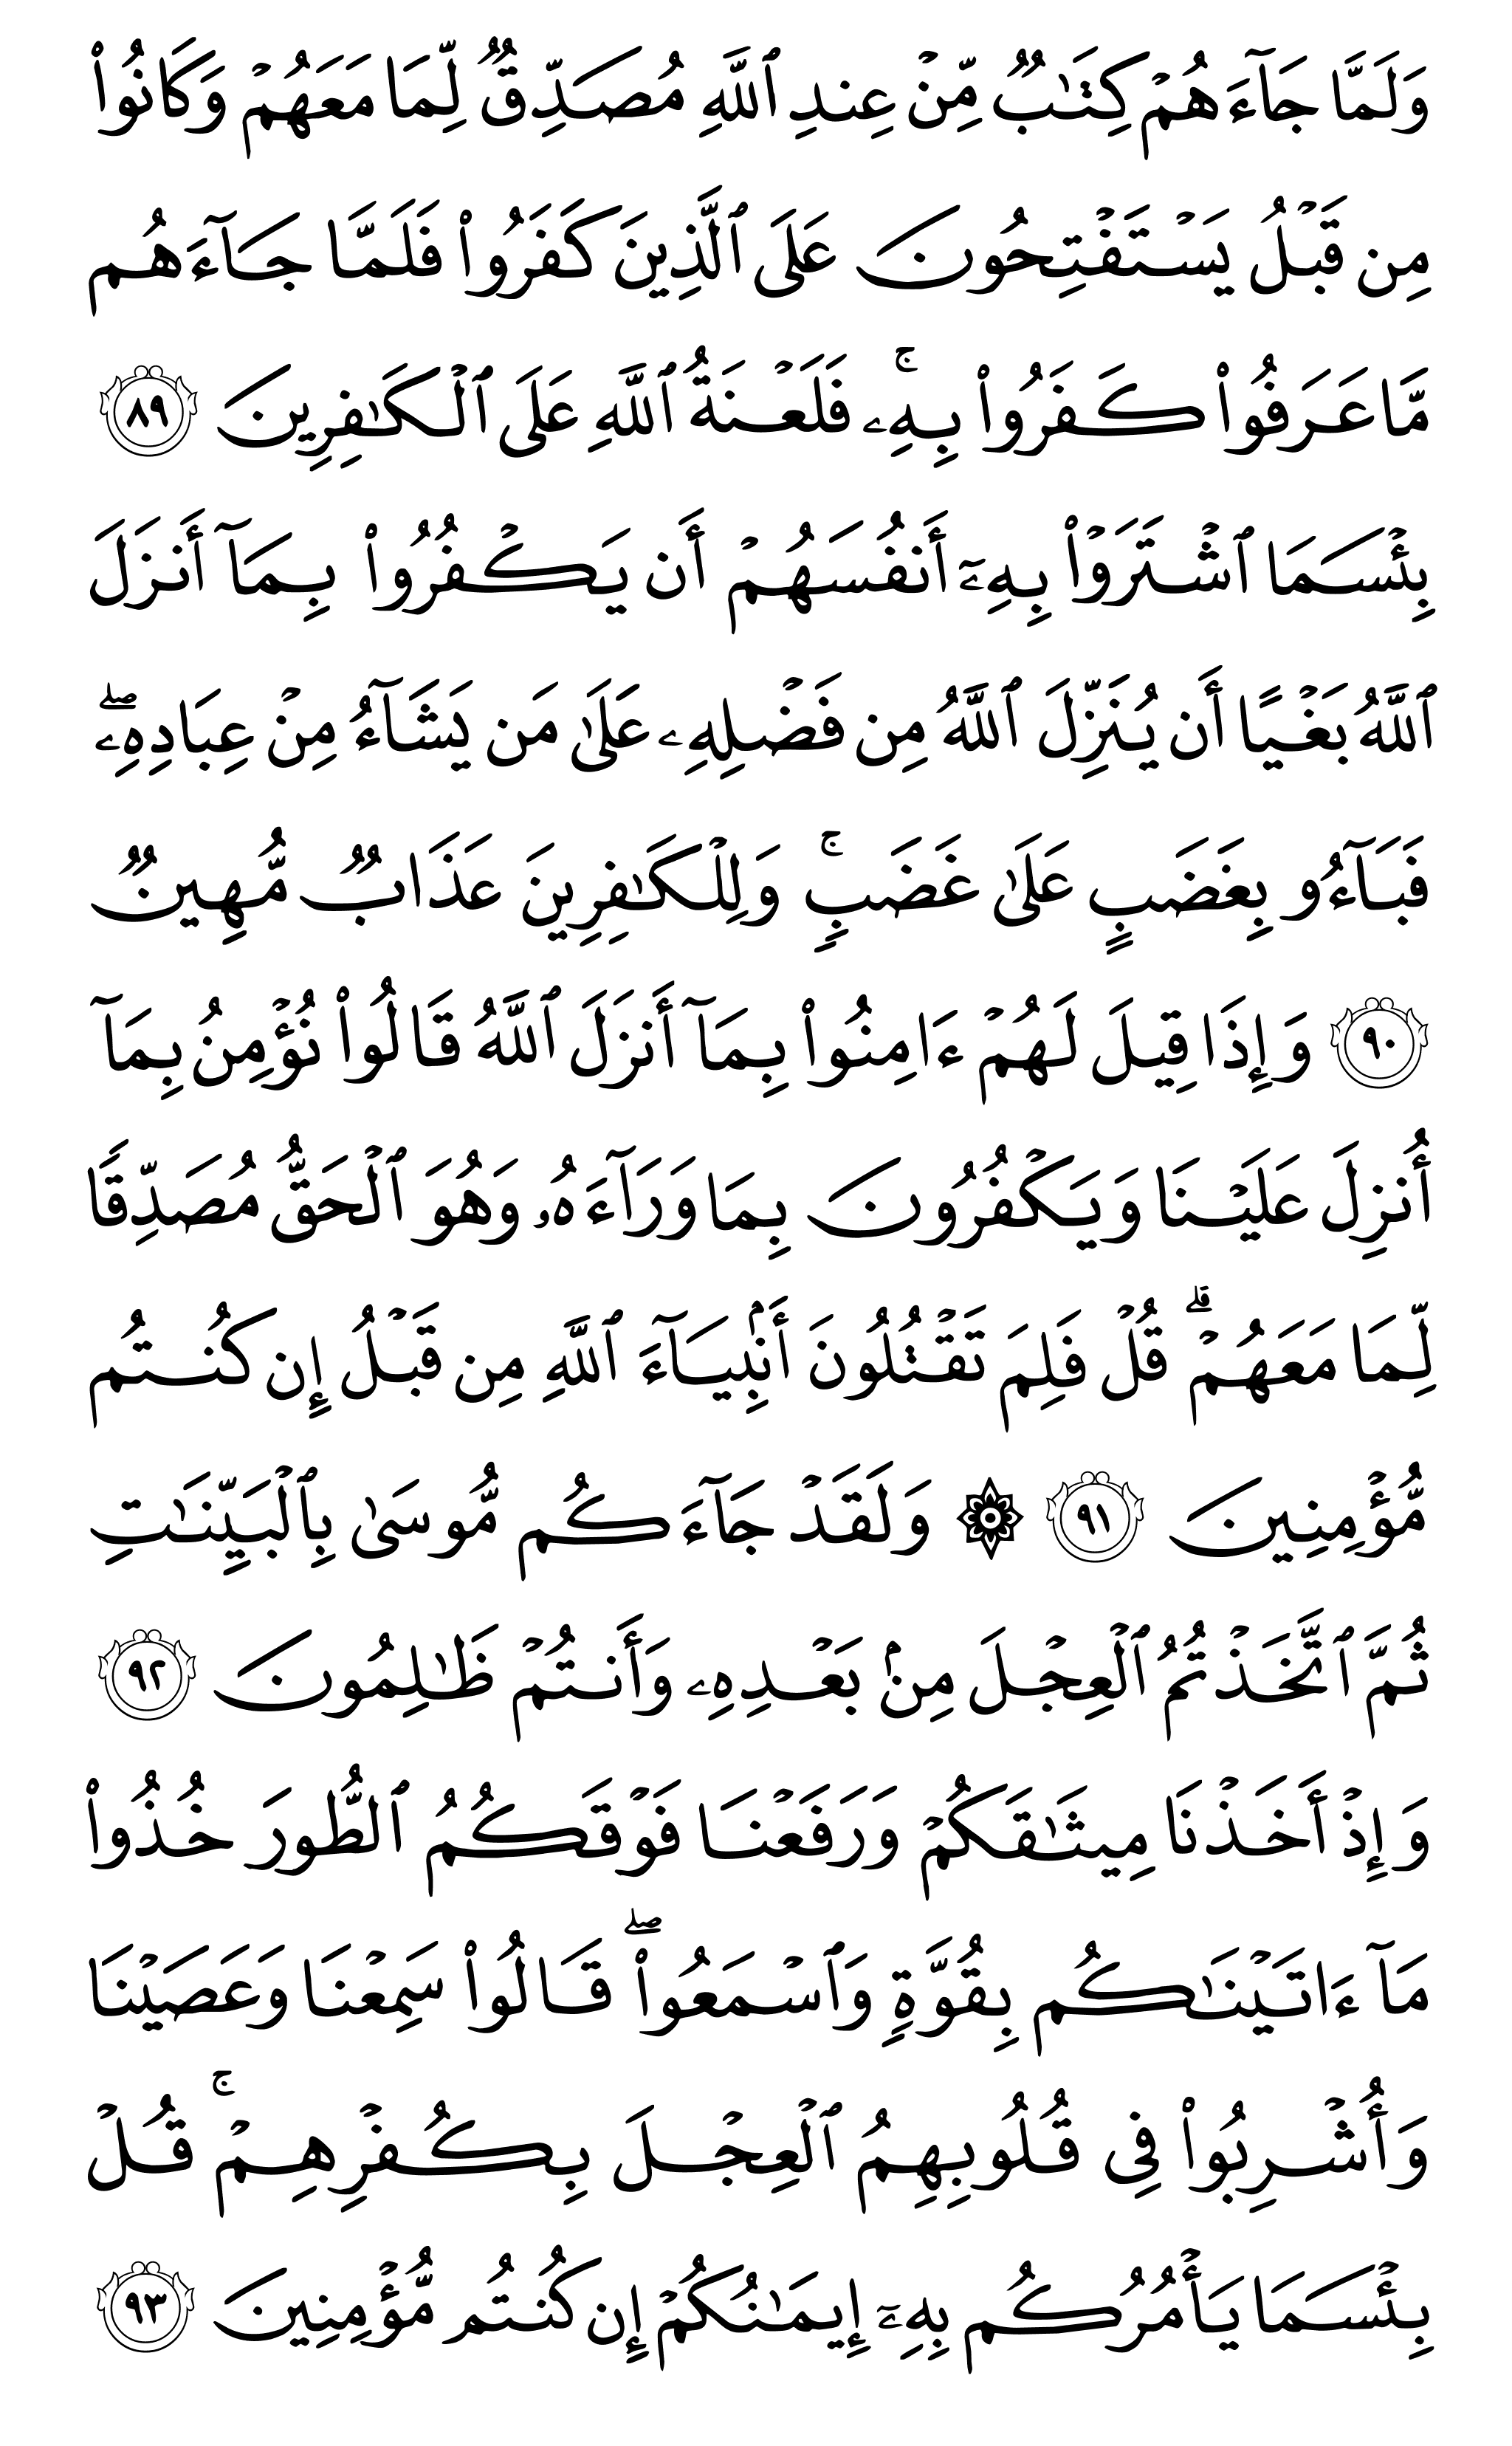 وَلَمَّا جَآءَهُمۡ كِتَٰبٞ مِّنۡ عِندِ ٱللَّهِ مُصَدِّقٞ لِّمَا مَعَهُمۡ وَكَانُواْ
مِن قَبۡلُ يَسۡتَفۡتِحُونَ عَلَى ٱلَّذِينَ كَفَرُواْ فَلَمَّا جَآءَهُم
مَّا عَرَفُواْ كَفَرُواْ بِهِۦۚ فَلَعۡنَةُ ٱللَّهِ عَلَى ٱلۡكَٰفِرِينَ ٨٩
بِئۡسَمَا ٱشۡتَرَوۡاْ بِهِۦٓ أَنفُسَهُمۡ أَن يَكۡفُرُواْ بِمَآ أَنزَلَ
ٱللَّهُ بَغۡيًا أَن يُنَزِّلَ ٱللَّهُ مِن فَضۡلِهِۦ عَلَىٰ مَن يَشَآءُ مِنۡ عِبَادِهِۦۖ
فَبَآءُو بِغَضَبٍ عَلَىٰ غَضَبٖۚ وَلِلۡكَٰفِرِينَ عَذَابٞ مُّهِينٞ
٩٠ وَإِذَا قِيلَ لَهُمۡ ءَامِنُواْ بِمَآ أَنزَلَ ٱللَّهُ قَالُواْ نُؤۡمِنُ بِمَآ
أُنزِلَ عَلَيۡنَا وَيَكۡفُرُونَ بِمَا وَرَآءَهُۥ وَهُوَ ٱلۡحَقُّ مُصَدِّقٗا
لِّمَا مَعَهُمۡۗ قُلۡ فَلِمَ تَقۡتُلُونَ أَنۢبِيَآءَ ٱللَّهِ مِن قَبۡلُ إِن كُنتُم
مُّؤۡمِنِينَ ٩١ ۞ وَلَقَدۡ جَآءَكُم مُّوسَىٰ بِٱلۡبَيِّنَٰتِ
ثُمَّ ٱتَّخَذۡتُمُ ٱلۡعِجۡلَ مِنۢ بَعۡدِهِۦ وَأَنتُمۡ ظَٰلِمُونَ ٩٢
وَإِذۡ أَخَذۡنَا مِيثَٰقَكُمۡ وَرَفَعۡنَا فَوۡقَكُمُ ٱلطُّورَ خُذُواْ
مَآ ءَاتَيۡنَٰكُم بِقُوَّةٖ وَٱسۡمَعُواْۖ قَالُواْ سَمِعۡنَا وَعَصَيۡنَا
وَأُشۡرِبُواْ فِي قُلُوبِهِمُ ٱلۡعِجۡلَ بِكُفۡرِهِمۡۚ قُلۡ
بِئۡسَمَا يَأۡمُرُكُم بِهِۦٓ إِيمَٰنُكُمۡ إِن كُنتُم مُّؤۡمِنِينَ ٩٣